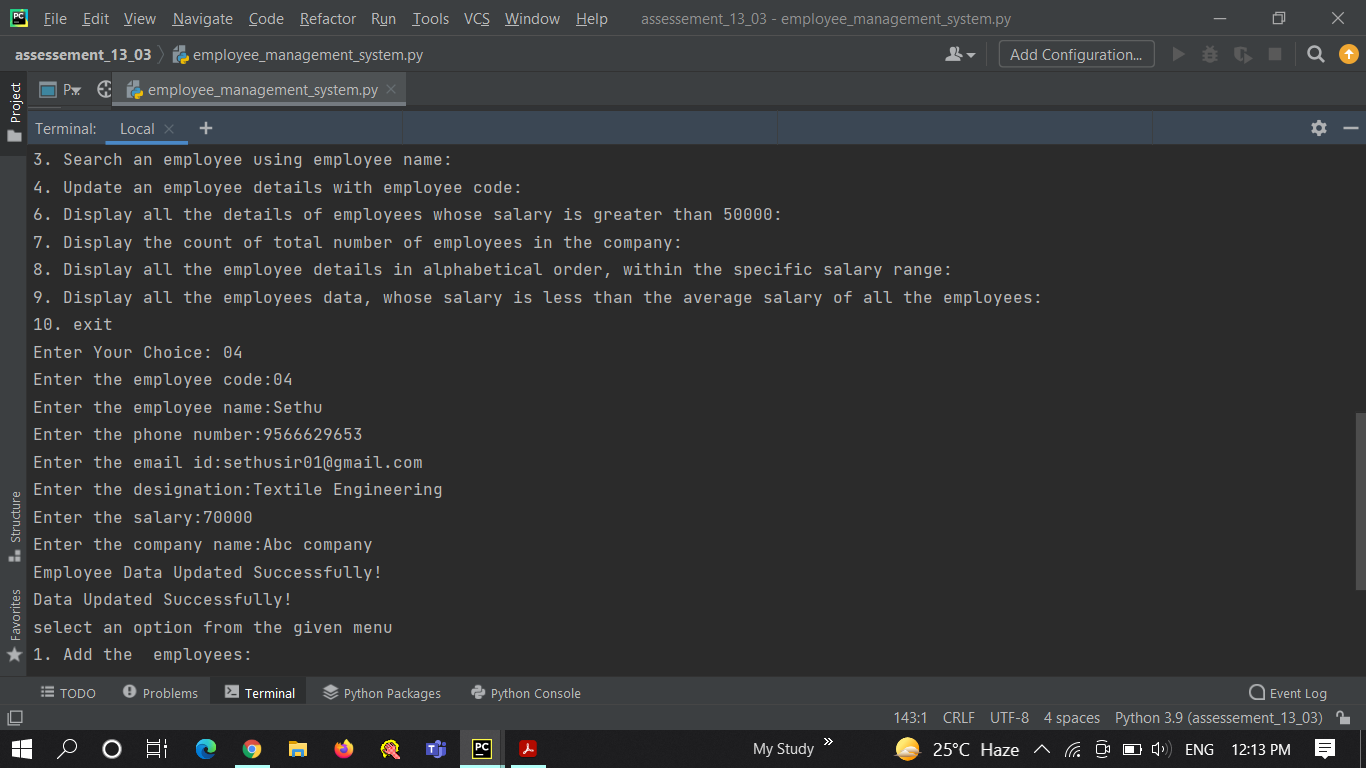 PC File Edit View Navigate Code Refactor Run Tools VCS Window Help assessement_13_03 - employee_management_system.py
assessement_13_03 employee_management_system.py Add Configuration...
Project
P... employee_management_system.py
Terminal: Local
3. Search an employee using employee name:
4. Update an employee details with employee code:
6. Display all the details of employees whose salary is greater than 50000:
7. Display the count of total number of employees in the company:
8. Display all the employee details in alphabetical order, within the specific salary range:
9. Display all the employees data, whose salary is less than the average salary of all the employees:
10. exit
Enter Your Choice: 04
Enter the employee code:04
Enter the employee name:Sethu
Enter the phone number:9566629653
Enter the email id:sethusir01@gmail.com
Enter the designation:Textile Engineering
Enter the salary:70000
Enter the company name:Abc company
Employee Data Updated Successfully!
Data Updated Successfully!
select an option from the given menu
1. Add the  employees:
Structure
Favorites
TODO Problems Terminal Python Packages Python Console Event Log
143:1 CRLF UTF-8 4 spaces Python 3.9 (assessement_13_03)
PC My Study » 25°C Haze ENG 12:13 PM